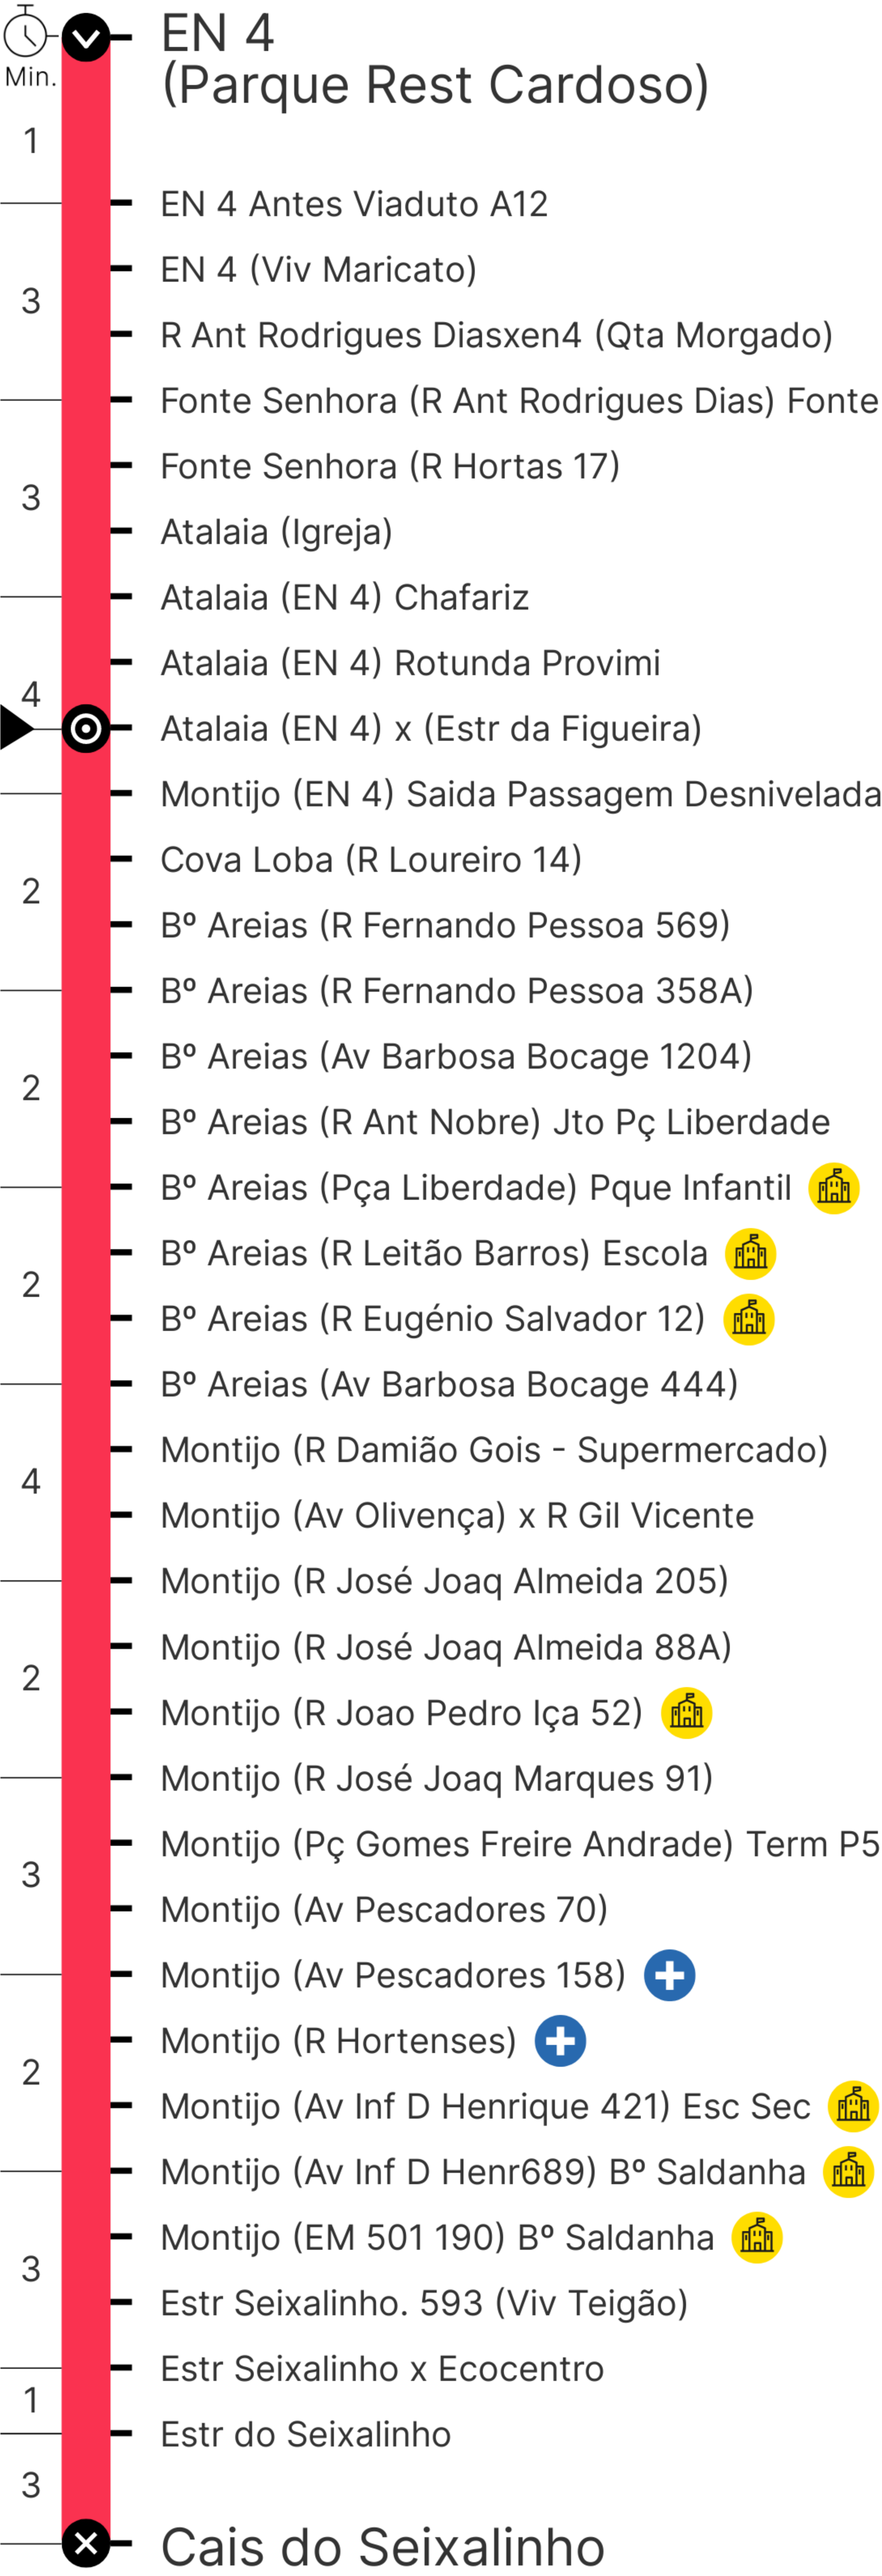 EN 4
Min.
(Parque Rest Cardoso)
1
EN 4 Antes Viaduto A12
EN 4 (Viv Maricato)
3
R Ant Rodrigues Diasxen4 (Qta Morgado)
Fonte Senhora (R Ant Rodrigues Dias) Fonte
Fonte Senhora (R Hortas 17)
3
Atalaia (Igreja)
Atalaia (EN 4) Chafariz
Atalaia (EN 4) Rotunda Provimi
4
Atalaia (EN 4) x (Estr da Figueira)
Montijo (EN 4) Saida Passagem Desnivelada
Cova Loba (R Loureiro 14)
2
Bº Areias (R Fernando Pessoa 569)
Bº Areias (R Fernando Pessoa 358A)
Bº Areias (Av Barbosa Bocage 1204)
2
Bº Areias (R Ant Nobre) Jto Pç Liberdade
Bº Areias (Pça Liberdade) Pque Infantil
Bº Areias (R Leitão Barros) Escola
2
Bº Areias (R Eugénio Salvador 12)
Bº Areias (Av Barbosa Bocage 444)
Montijo (R Damião Gois - Supermercado)
4
Montijo (Av Olivença) x R Gil Vicente
Montijo (R José Joaq Almeida 205)
Montijo (R José Joaq Almeida 88A)
2
Montijo (R Joao Pedro Iça 52)
Montijo (R José Joaq Marques 91)
Montijo (Pç Gomes Freire Andrade) Term P5
3
Montijo (Av Pescadores 70)
Montijo (Av Pescadores 158)
Montijo (R Hortenses)
2
Montijo (Av Inf D Henrique 421) Esc Sec
Montijo (Av Inf D Henr689) Bº Saldanha
Montijo (EM 501 190) Bº Saldanha
3
Estr Seixalinho. 593 (Viv Teigão)
Estr Seixalinho x Ecocentro
1
Estr do Seixalinho
3
Cais do Seixalinho